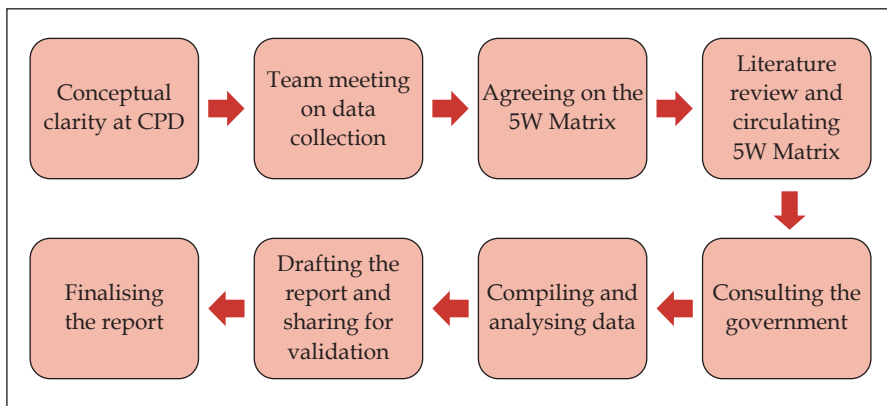 Conceptual
clarity at CPD
Team meeting
on data
collection
Agreeing on the
5W Matrix
Literature
review and
circulating
5W Matrix
Consulting the
government
Compiling and
analysing data
Drafting the
report and
sharing for
validation
Finalising
the report